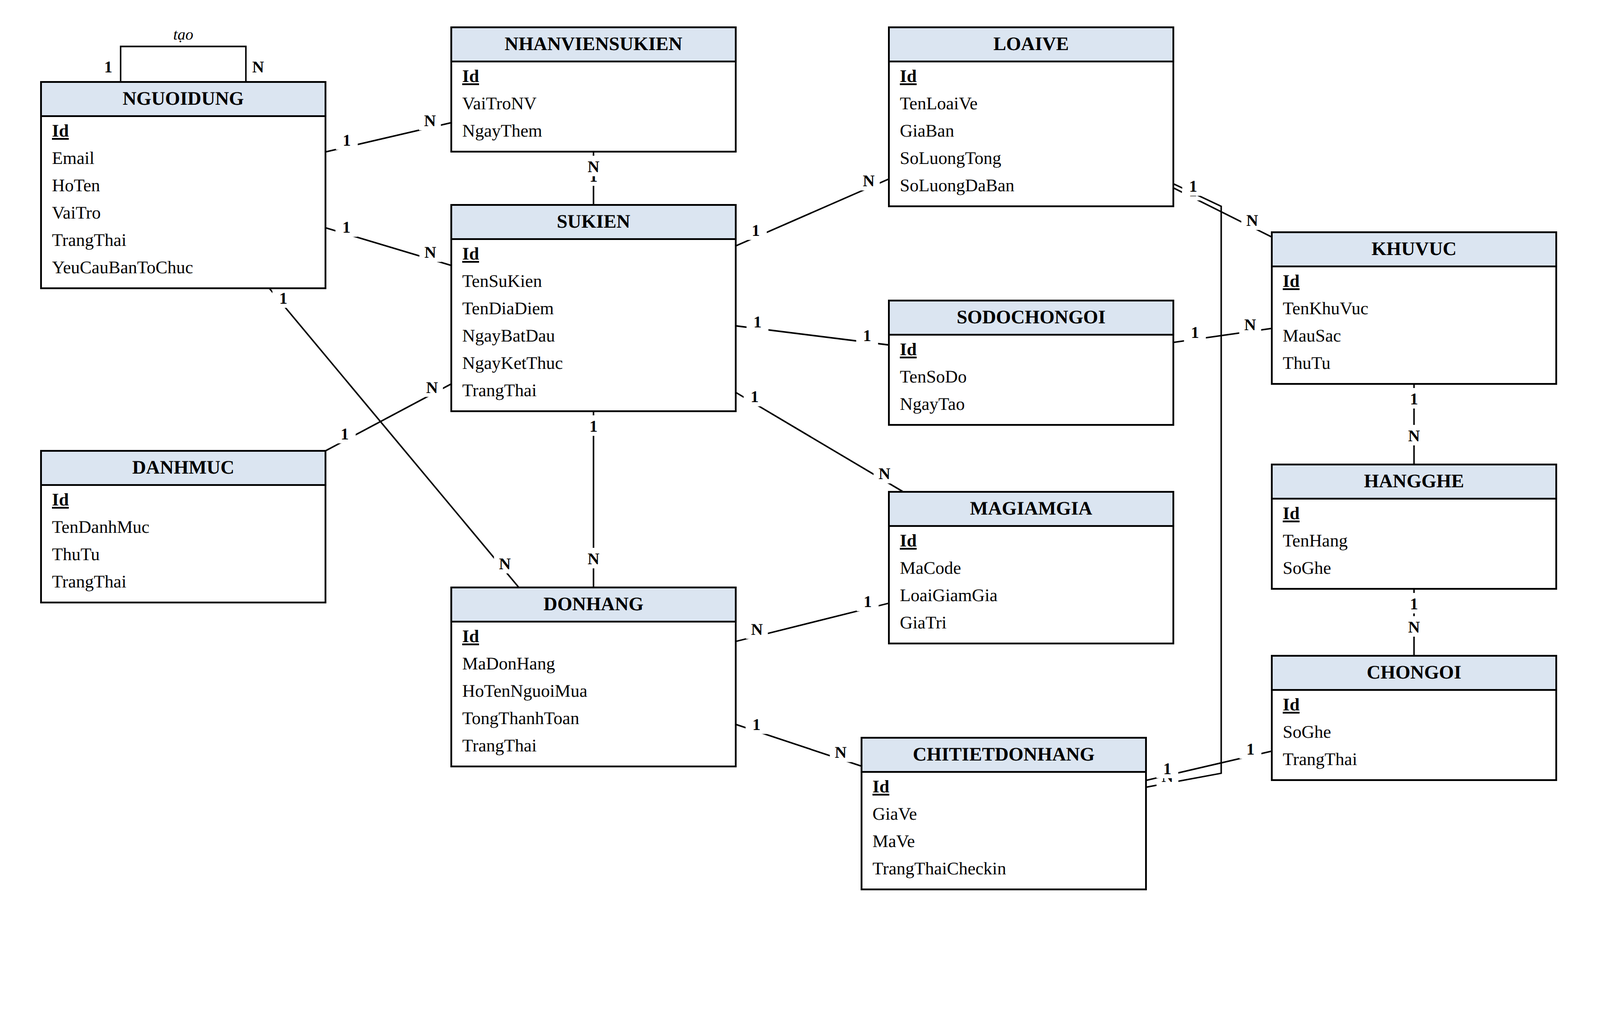 tạo
1
N
NGUOIDUNG
Id
Email
HoTen
VaiTro
TrangThai
YeuCauBanToChuc
1
N
1
N
1
N
NHANVIENSUKIEN
Id
VaiTroNV
NgayThem
N
1
SUKIEN
Id
TenSuKien
TenDiaDiem
NgayBatDau
NgayKetThuc
TrangThai
1
N
1
1
1
N
1
N
DANHMUC
Id
TenDanhMuc
ThuTu
TrangThai
1
N
DONHANG
Id
MaDonHang
HoTenNguoiMua
TongThanhToan
TrangThai
N
1
1
N
LOAIVE
Id
TenLoaiVe
GiaBan
SoLuongTong
SoLuongDaBan
1
N
SODOCHONGOI
Id
TenSoDo
NgayTao
1
N
MAGIAMGIA
Id
MaCode
LoaiGiamGia
GiaTri
KHUVUC
Id
TenKhuVuc
MauSac
ThuTu
1
N
HANGGHE
Id
TenHang
SoGhe
1
N
CHONGOI
Id
SoGhe
TrangThai
1
1
N
CHITIETDONHANG
Id
GiaVe
MaVe
TrangThaiCheckin